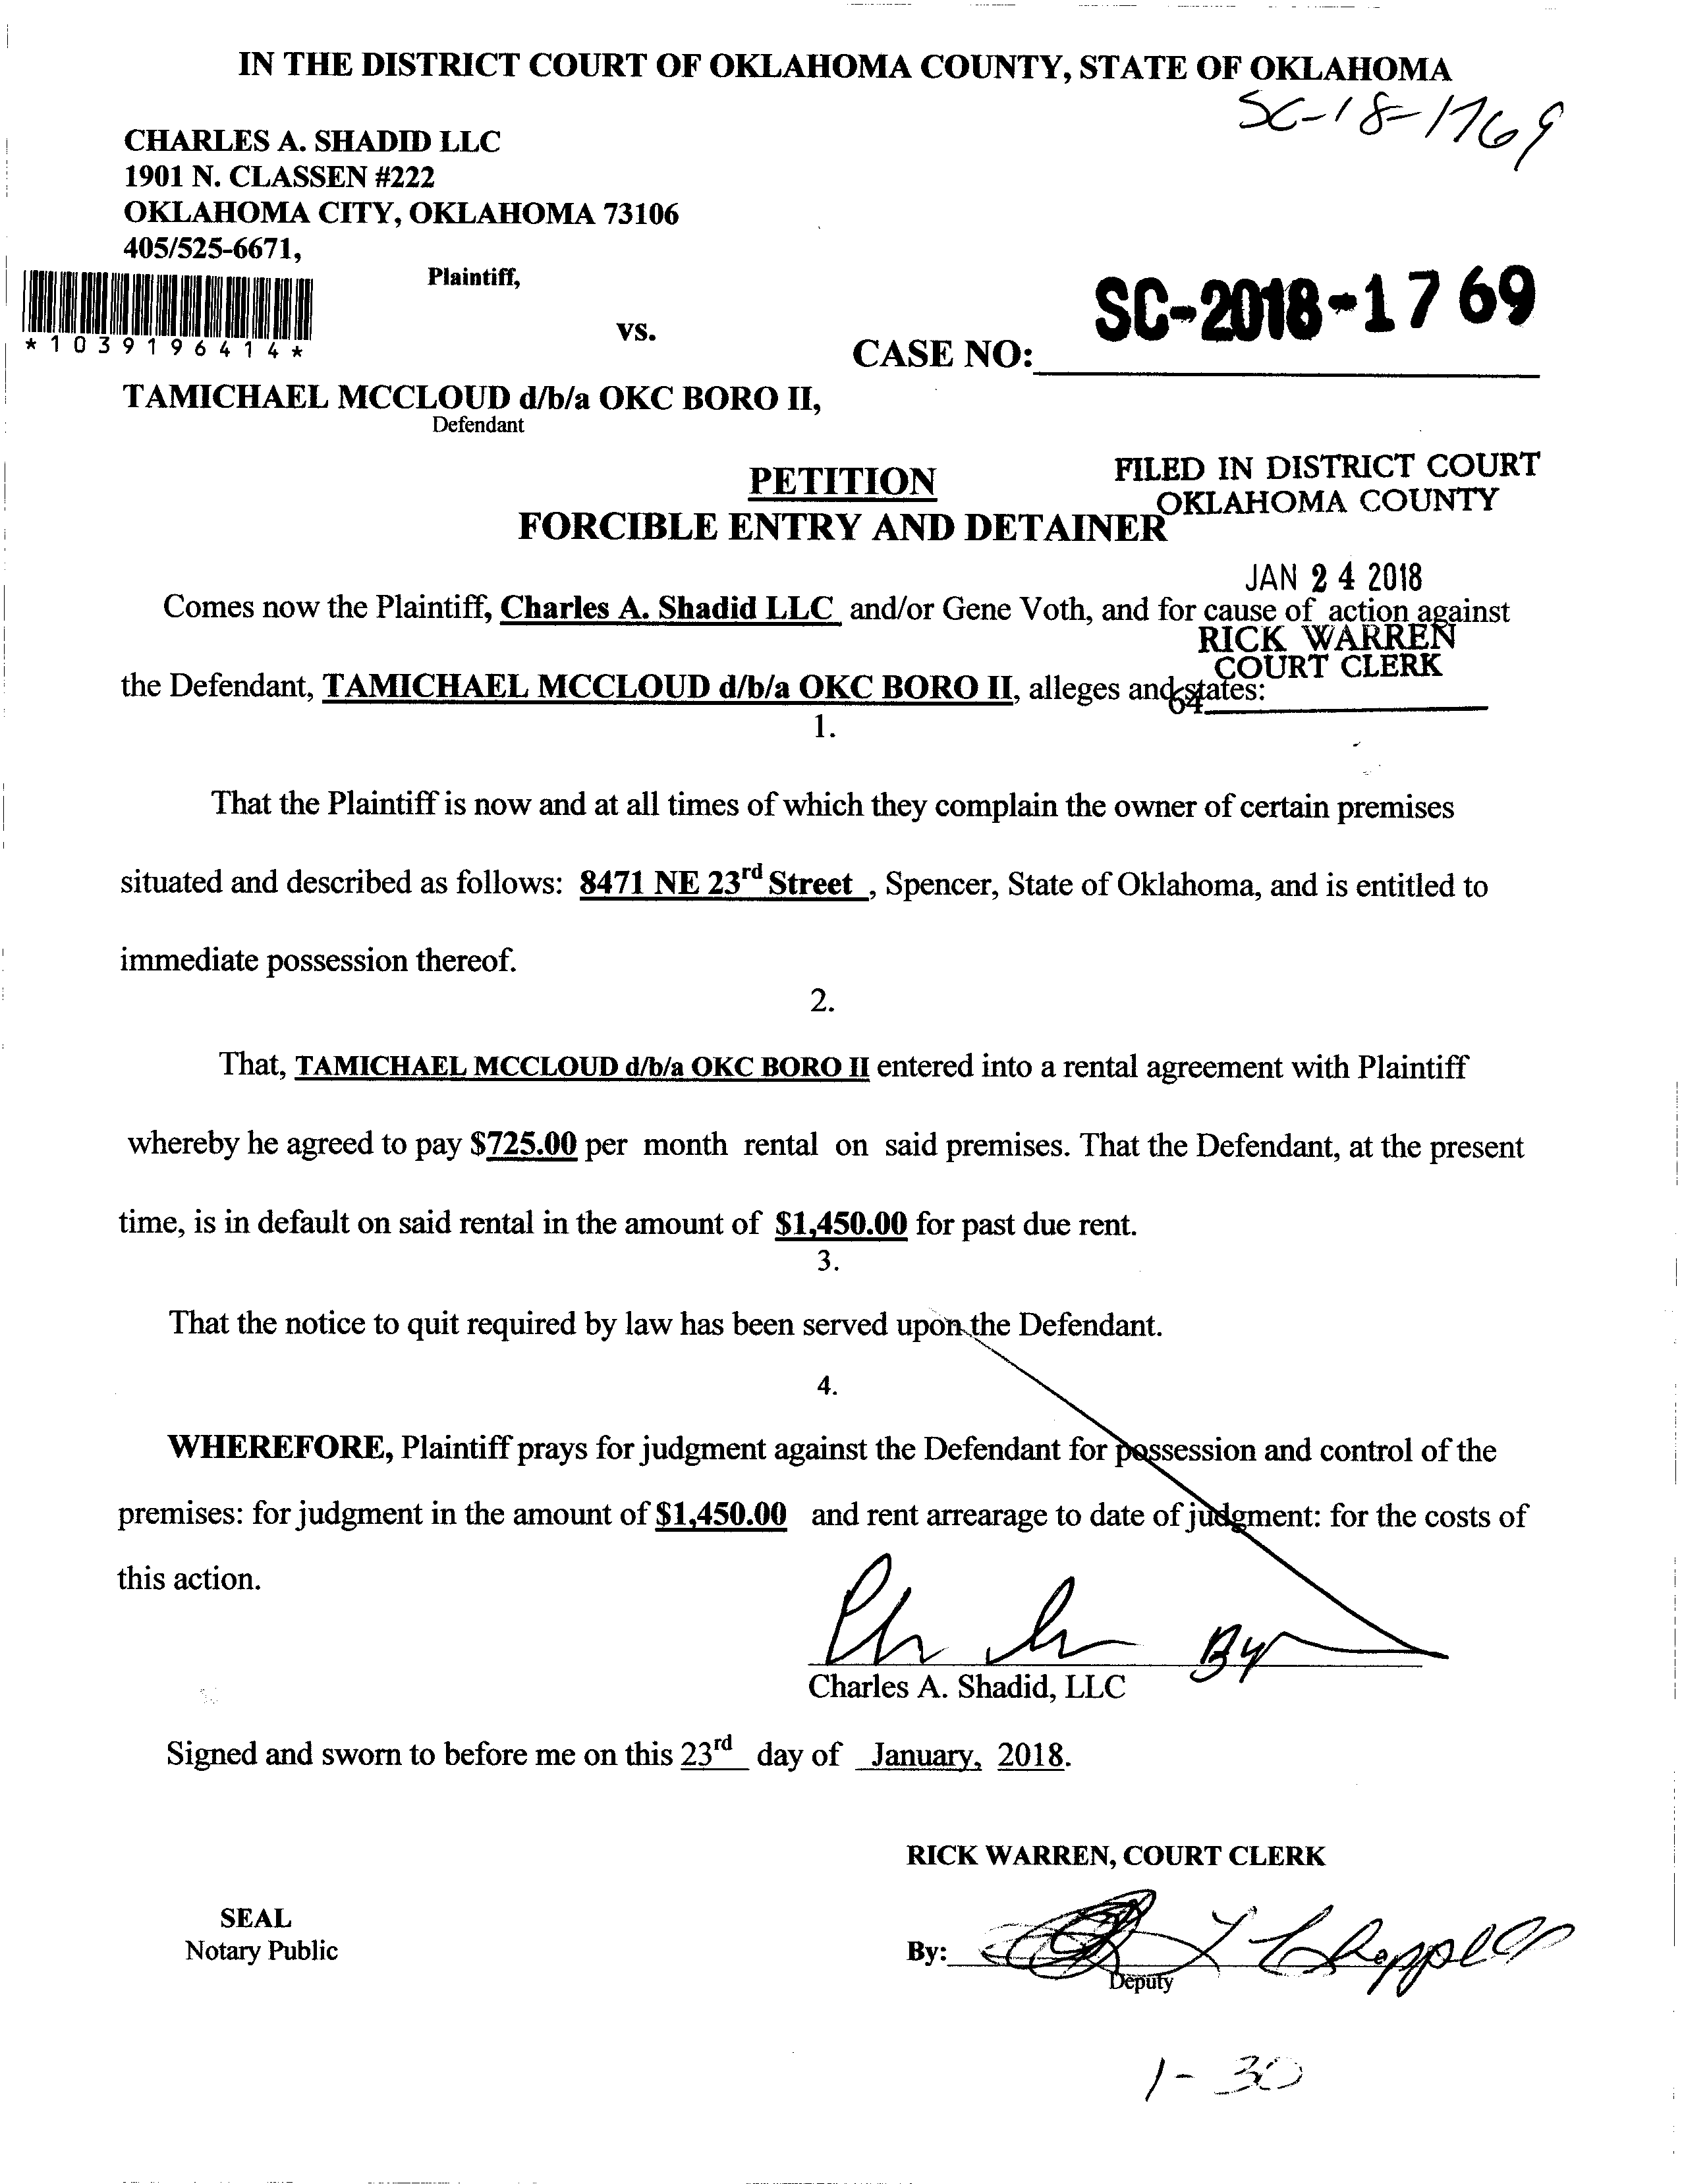 IN THE DISTRICT COURT OF OKLAHOMA COUNTY, STATE OF OKLAHOMA
SC-18-1769
CHARLES A. SHADID LLC
1901 N. CLASSEN #222
OKLAHOMA CITY, OKLAHOMA 73106
405/525-6671,
Plaintiff,
*1039196414*
vs.
SC-2018-1769
CASE NO:
TAMICHAEL MCCLOUD d/b/a OKC BORO II,
Defendant
PETITION
FORCIBLE ENTRY AND DETAINER
FILED IN DISTRICT COURT
OKLAHOMA COUNTY
JAN 24 2018
RICK WARREN
COURT CLERK
64
Comes now the Plaintiff, Charles A. Shadid LLC and/or Gene Voth, and for cause of action against
the Defendant, TAMICHAEL MCCLOUD d/b/a OKC BORO II, alleges and states:
1.
That the Plaintiff is now and at all times of which they complain the owner of certain premises
situated and described as follows: 8471 NE 23rd Street , Spencer, State of Oklahoma, and is entitled to
immediate possession thereof.
2.
That, TAMICHAEL MCCLOUD d/b/a OKC BORO II entered into a rental agreement with Plaintiff
whereby he agreed to pay $725.00 per month rental on said premises. That the Defendant, at the present
time, is in default on said rental in the amount of $1,450.00 for past due rent.
3.
That the notice to quit required by law has been served upon the Defendant.
4.
WHEREFORE, Plaintiff prays for judgment against the Defendant for possession and control of the
premises: for judgment in the amount of $1,450.00 and rent arrearage to date of judgment: for the costs of
this action.
By
Charles A. Shadid, LLC
Signed and sworn to before me on this 23rd day of January, 2018.
RICK WARREN, COURT CLERK
SEAL
Notary Public
By:
Deputy
1-30